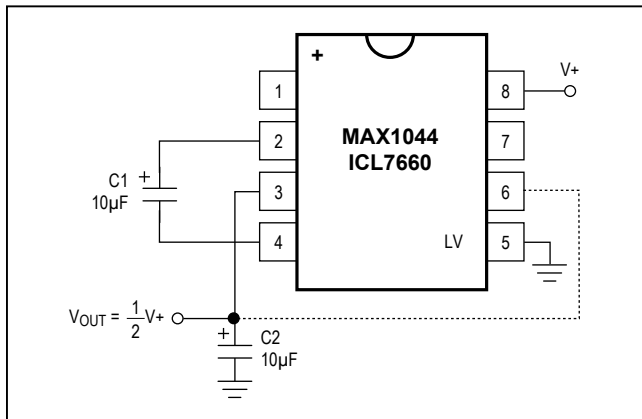 +
V+
1
8
MAX1044
ICL7660
2
7
C1 +
10µF
3
6
4
LV
5
V_OUT = 1/2 V+
+ C2
10µF